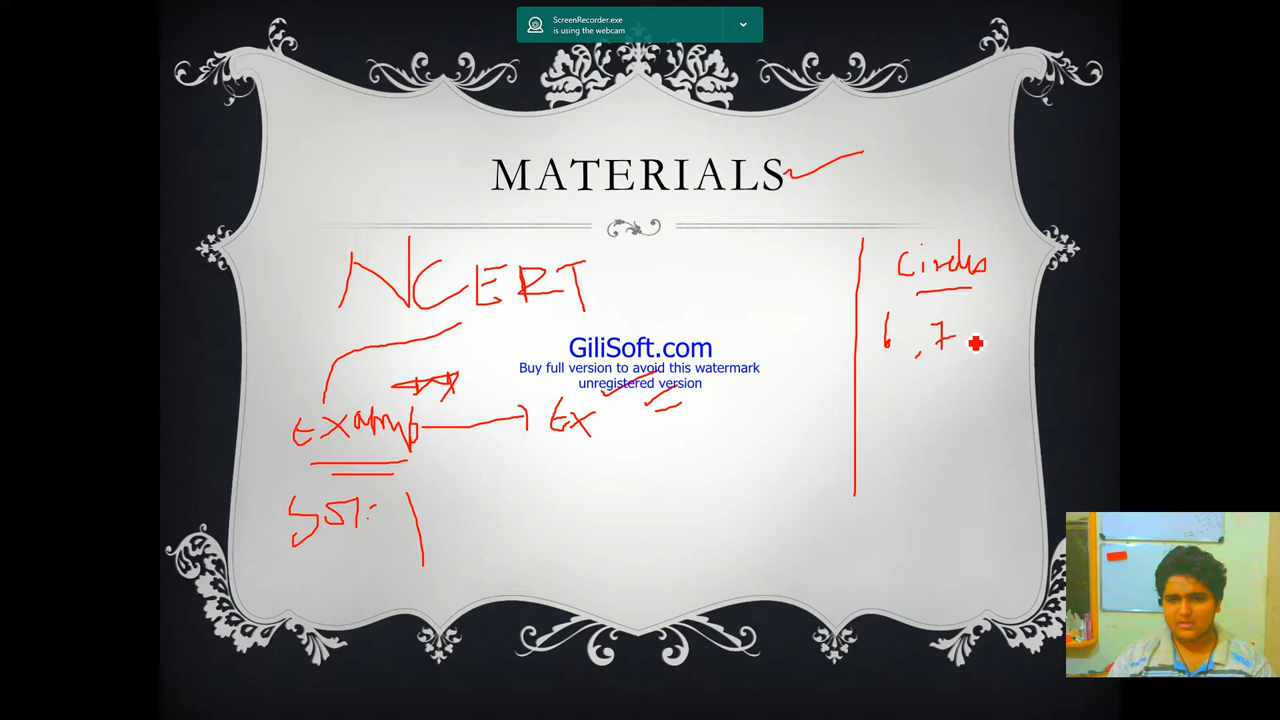 ScreenRecorder.exe
is using the webcam
MATERIALS
NCERT
Circles
6, 7
GiliSoft.com
Buy full version to avoid this watermark
unregistered version
Examp Ex